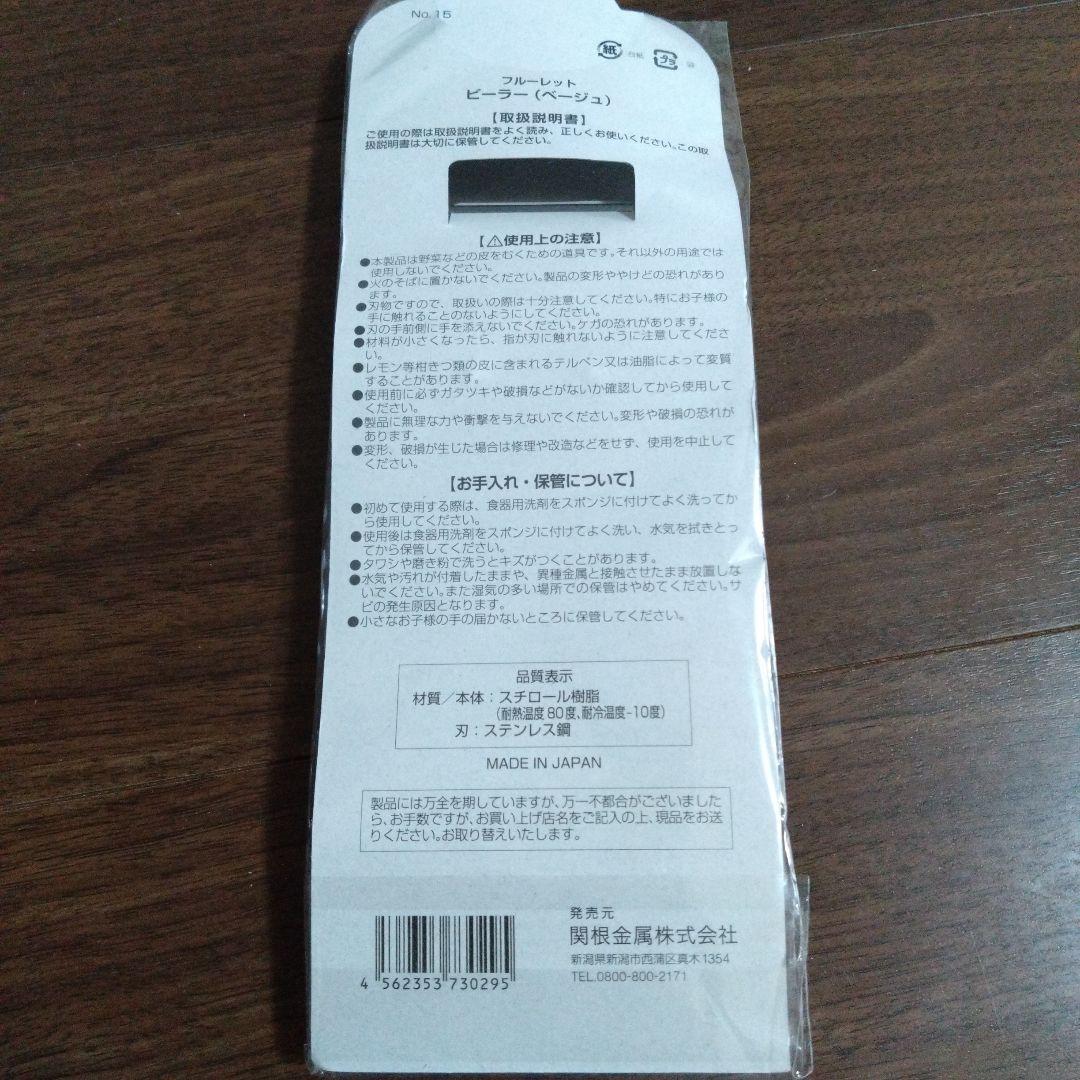 No.15
紙 台紙 プラ 袋
フルーレット
ピーラー（ベージュ）
【取扱説明書】
ご使用の際は取扱説明書をよく読み、正しくお使いください。この取
扱説明書は大切に保管してください。
【⚠使用上の注意】
●本製品は野菜などの皮をむくための道具です。それ以外の用途では
使用しないでください。
●火のそばに置かないでください。製品の変形ややけどの恐れがあり
ます。
●刃物ですので、取扱いの際は十分注意してください。特にお子様の
手に触れることのないようにしてください。
●刃の手前側に手を添えないでください。ケガの恐れがあります。
●材料が小さくなったら、指が刃に触れないように注意してくださ
い。
●レモン等柑きつ類の皮に含まれるテルペン又は油脂によって変質
することがあります。
●使用前に必ずガタツキや破損などがないか確認してから使用して
ください。
●製品に無理な力や衝撃を与えないでください。変形や破損の恐れが
あります。
●変形、破損が生じた場合は修理や改造などをせず、使用を中止して
ください。
【お手入れ・保管について】
●初めて使用する際は、食器用洗剤をスポンジに付けてよく洗ってか
ら使用してください。
●使用後は食器用洗剤をスポンジに付けてよく洗い、水気を拭きとっ
てから保管してください。
●タワシや磨き粉で洗うとキズがつくことがあります。
●水気や汚れが付着したままや、異種金属と接触させたまま放置しな
いでください。また湿気の多い場所での保管はやめてください。サ
ビの発生原因となります。
●小さなお子様の手の届かないところに保管してください。
品質表示
材質／本体：スチロール樹脂
（耐熱温度80度、耐冷温度-10度）
刃：ステンレス鋼
MADE IN JAPAN
製品には万全を期していますが、万一不都合がございました
ら、お手数ですが、お買い上げ店名をご記入の上、現品をお送
りください。お取り替えいたします。
発売元
関根金属株式会社
新潟県新潟市西蒲区真木1354
TEL.0800-800-2171
4 562353 730295